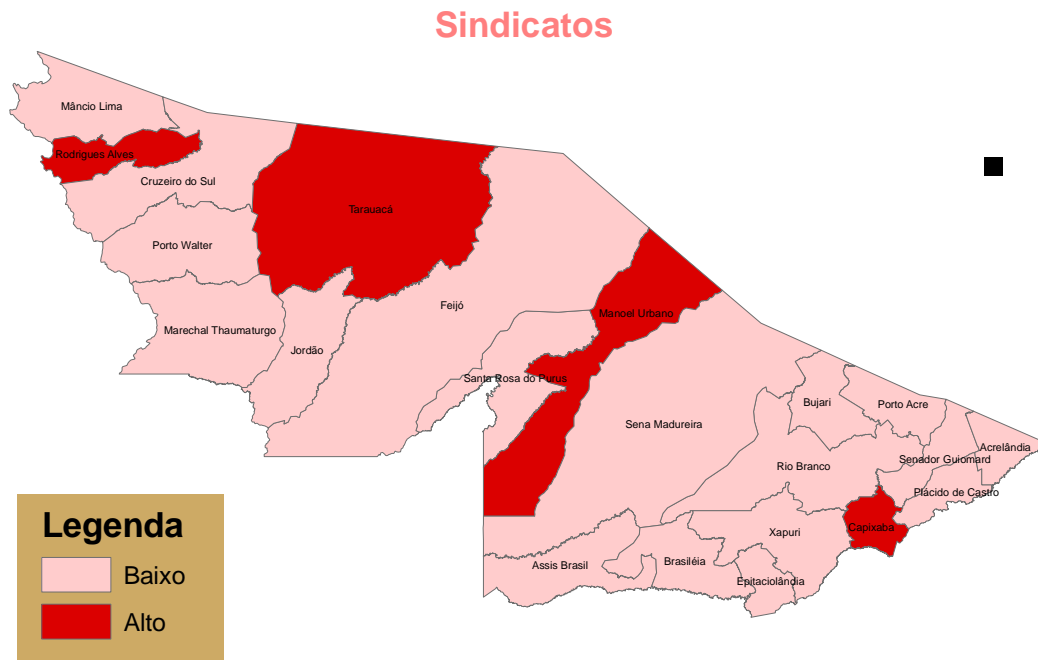 Sindicatos
Mâncio Lima
Rodrigues Alves
Cruzeiro do Sul
Tarauacá
Porto Walter
Feijó
Manoel Urbano
Marechal Thaumaturgo
Jordão
Santa Rosa do Purus
Bujari
Porto Acre
Sena Madureira
Acrelândia
Senador Guiomard
Rio Branco
Plácido de Castro
Capixaba
Xapuri
Assis Brasil
Brasiléia
Epitaciolândia
Legenda
Baixo
Alto